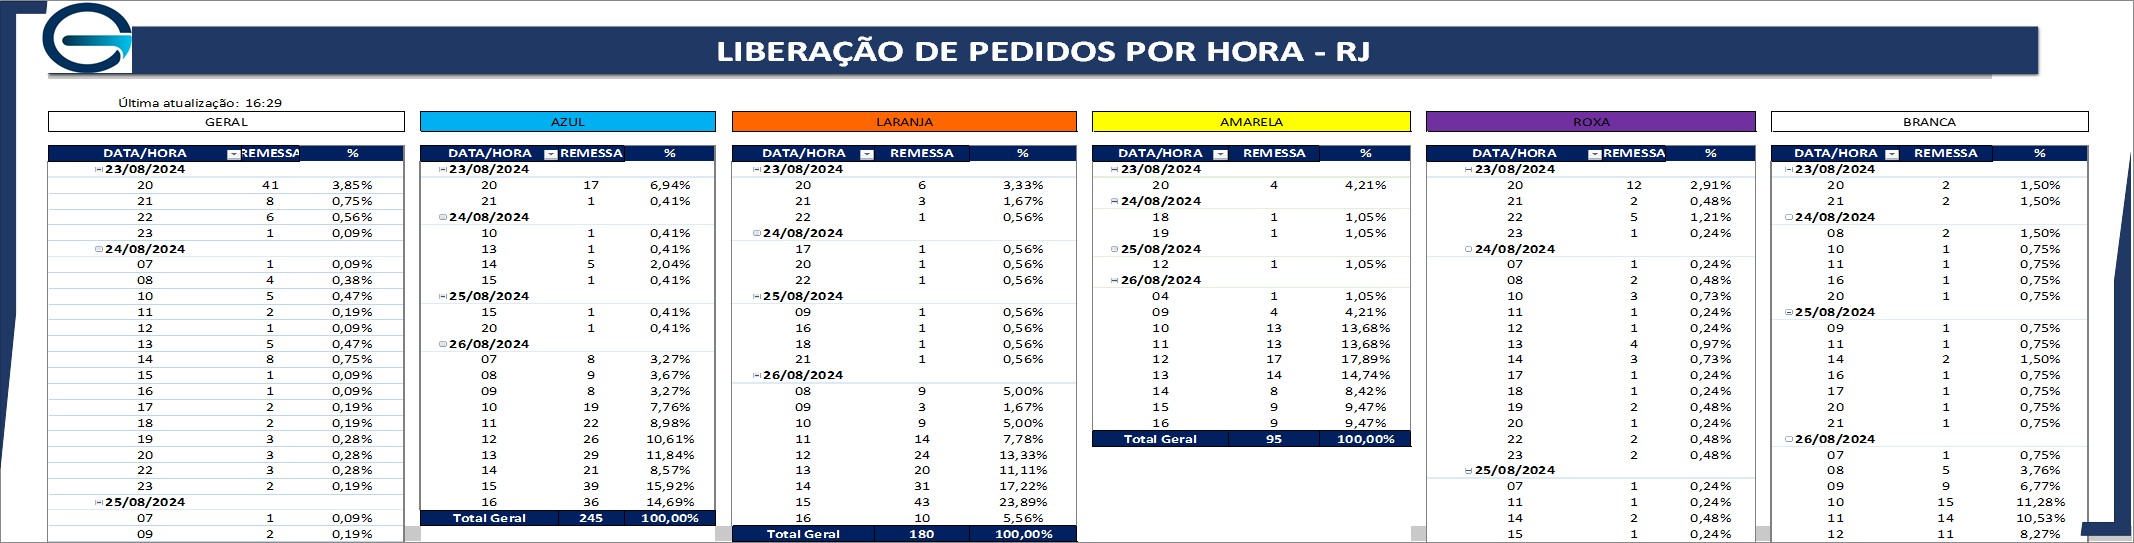 LIBERAÇÃO DE PEDIDOS POR HORA - RJ
Última atualização: 16:29
GERAL
DATA/HORA REMESSA %
23/08/2024
20 41 3,85%
21 8 0,75%
22 6 0,56%
23 1 0,09%
24/08/2024
07 1 0,09%
08 4 0,38%
10 5 0,47%
11 2 0,19%
12 1 0,09%
13 5 0,47%
14 8 0,75%
15 1 0,09%
16 1 0,09%
17 2 0,19%
18 2 0,19%
19 3 0,28%
20 3 0,28%
22 3 0,28%
23 2 0,19%
25/08/2024
07 1 0,09%
09 2 0,19%
AZUL
DATA/HORA REMESSA %
23/08/2024
20 17 6,94%
21 1 0,41%
24/08/2024
10 1 0,41%
13 1 0,41%
14 5 2,04%
15 1 0,41%
25/08/2024
15 1 0,41%
20 1 0,41%
26/08/2024
07 8 3,27%
08 9 3,67%
09 8 3,27%
10 19 7,76%
11 22 8,98%
12 26 10,61%
13 29 11,84%
14 21 8,57%
15 39 15,92%
16 36 14,69%
Total Geral 245 100,00%
LARANJA
DATA/HORA REMESSA %
23/08/2024
20 6 3,33%
21 3 1,67%
22 1 0,56%
24/08/2024
17 1 0,56%
20 1 0,56%
22 1 0,56%
25/08/2024
09 1 0,56%
16 1 0,56%
18 1 0,56%
21 1 0,56%
26/08/2024
08 9 5,00%
09 3 1,67%
10 9 5,00%
11 14 7,78%
12 24 13,33%
13 20 11,11%
14 31 17,22%
15 43 23,89%
16 10 5,56%
Total Geral 180 100,00%
AMARELA
DATA/HORA REMESSA %
23/08/2024
20 4 4,21%
24/08/2024
18 1 1,05%
19 1 1,05%
25/08/2024
12 1 1,05%
26/08/2024
04 1 1,05%
09 4 4,21%
10 13 13,68%
11 13 13,68%
12 17 17,89%
13 14 14,74%
14 8 8,42%
15 9 9,47%
16 9 9,47%
Total Geral 95 100,00%
ROXA
DATA/HORA REMESSA %
23/08/2024
20 12 2,91%
21 2 0,48%
22 5 1,21%
23 1 0,24%
24/08/2024
07 1 0,24%
08 2 0,48%
10 3 0,73%
11 1 0,24%
12 1 0,24%
13 4 0,97%
14 3 0,73%
17 1 0,24%
18 1 0,24%
19 2 0,48%
20 1 0,24%
22 2 0,48%
23 2 0,48%
25/08/2024
07 1 0,24%
11 1 0,24%
14 2 0,48%
15 1 0,24%
BRANCA
DATA/HORA REMESSA %
23/08/2024
20 2 1,50%
21 2 1,50%
24/08/2024
08 2 1,50%
10 1 0,75%
11 1 0,75%
16 1 0,75%
20 1 0,75%
25/08/2024
09 1 0,75%
11 1 0,75%
14 2 1,50%
16 1 0,75%
17 1 0,75%
20 1 0,75%
21 1 0,75%
26/08/2024
07 1 0,75%
08 5 3,76%
09 9 6,77%
10 15 11,28%
11 14 10,53%
12 11 8,27%